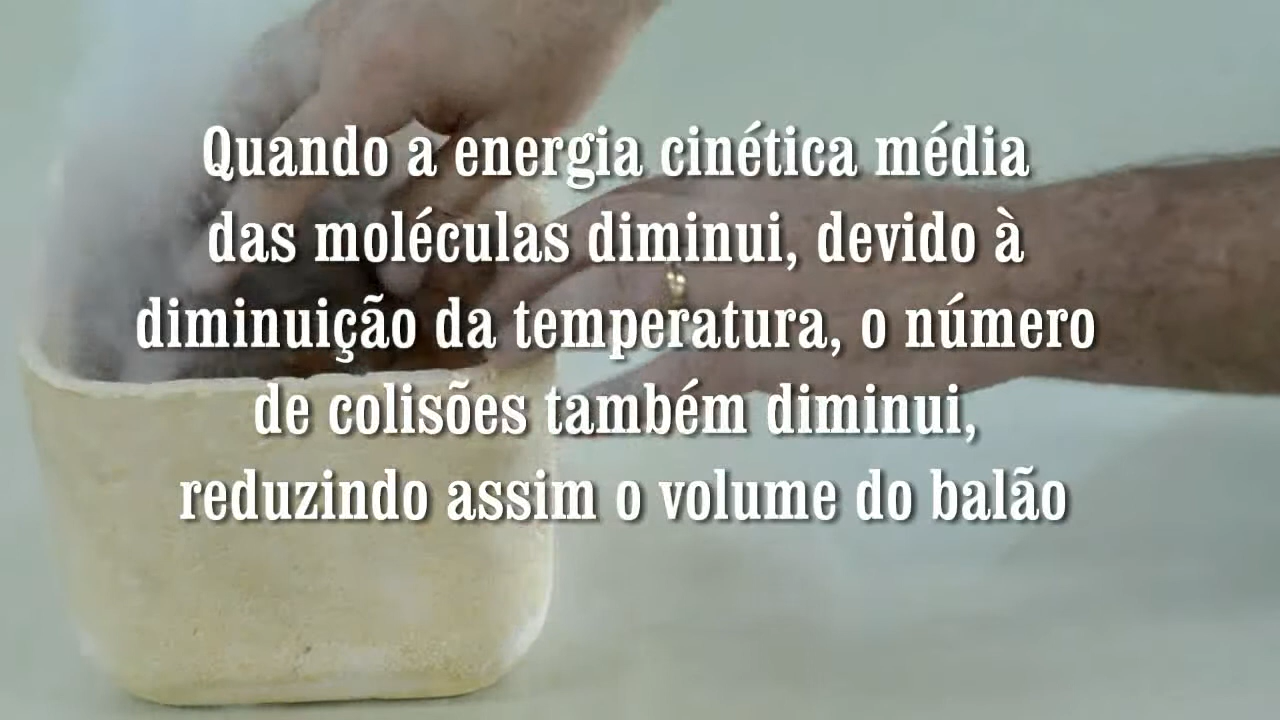 Quando a energia cinética média
das moléculas diminui, devido à
diminuição da temperatura, o número
de colisões também diminui,
reduzindo assim o volume do balão